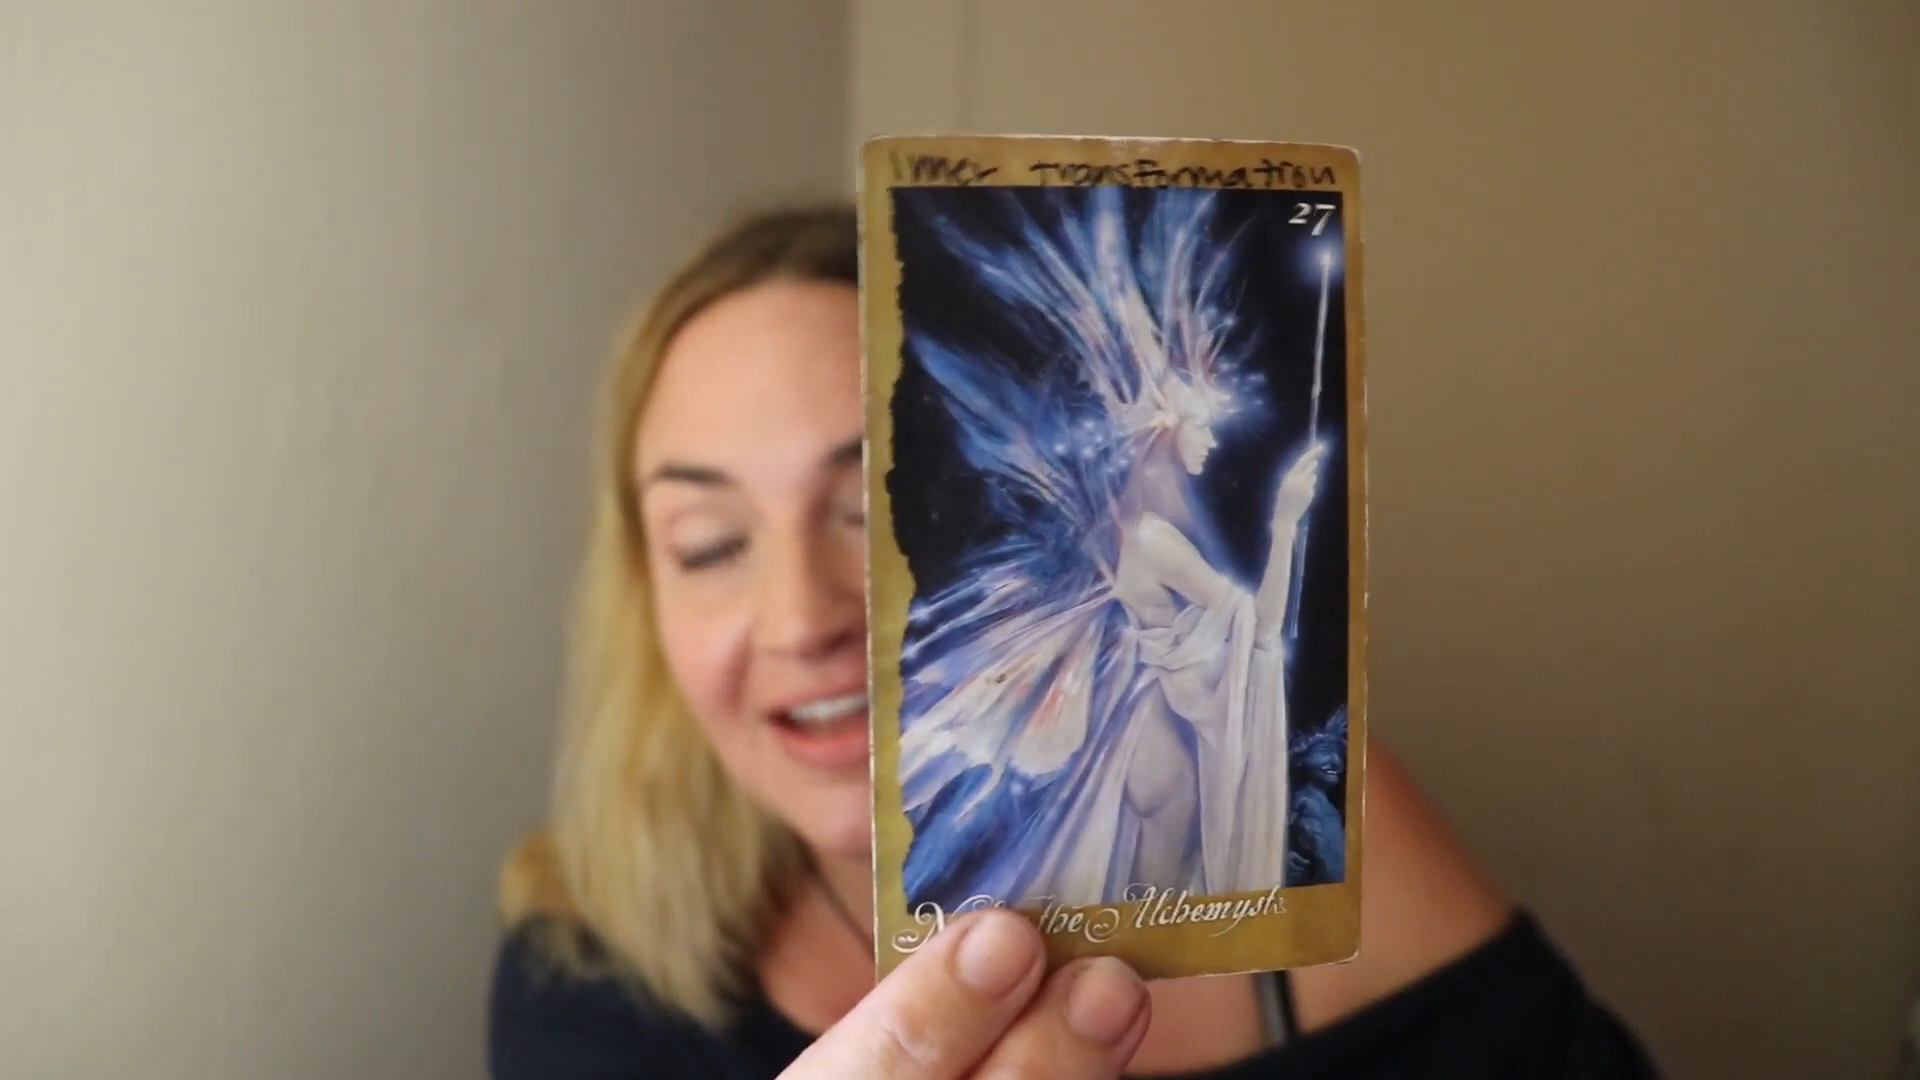 Inner transformation
27
the Alchemyst